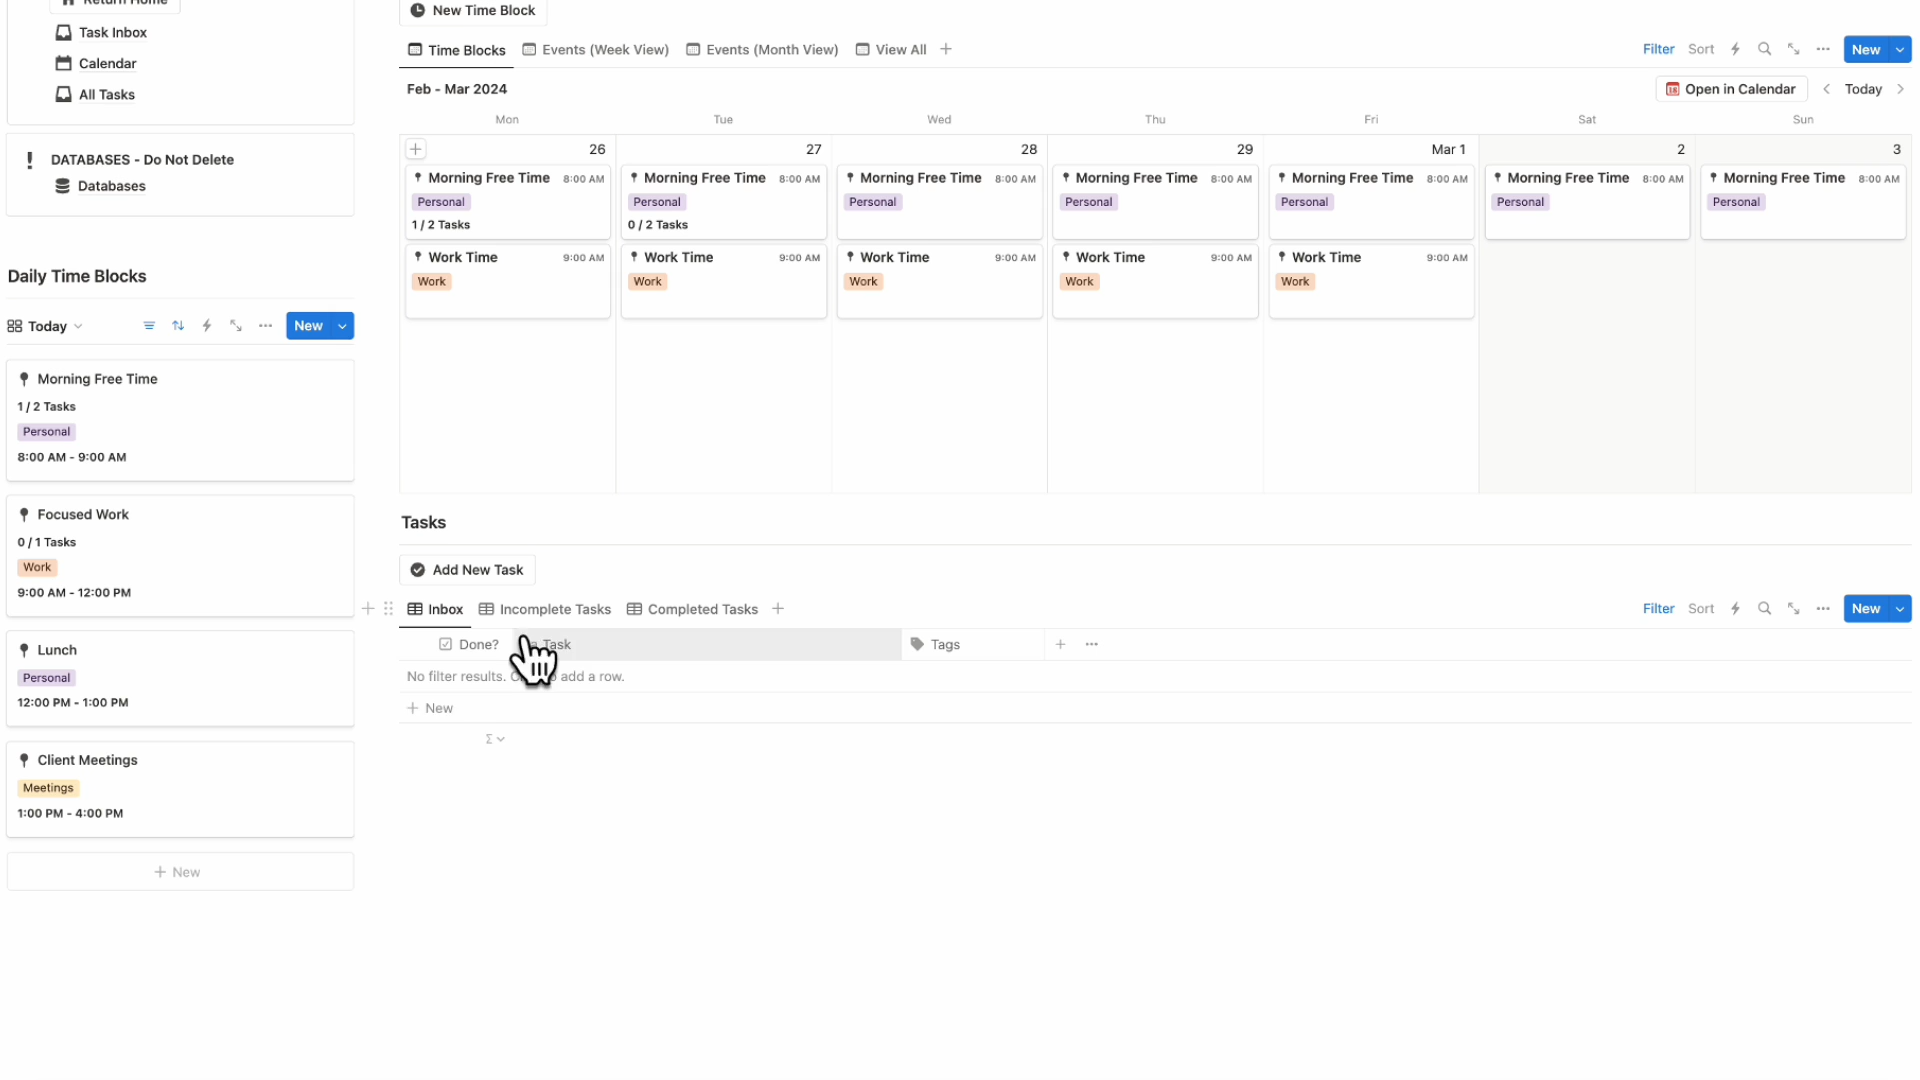 Return Home
Task Inbox
Calendar
All Tasks
DATABASES - Do Not Delete
Databases
Daily Time Blocks
Today
New
Morning Free Time
1 / 2 Tasks
Personal
8:00 AM - 9:00 AM
Focused Work
0 / 1 Tasks
Work
9:00 AM - 12:00 PM
Lunch
Personal
12:00 PM - 1:00 PM
Client Meetings
Meetings
1:00 PM - 4:00 PM
+ New
New Time Block
Time Blocks Events (Week View) Events (Month View) View All
Filter Sort New
Feb - Mar 2024
Open in Calendar Today
Mon Tue Wed Thu Fri Sat Sun
26 27 28 29 Mar 1 2 3
Morning Free Time 8:00 AM Morning Free Time 8:00 AM Morning Free Time 8:00 AM Morning Free Time 8:00 AM Morning Free Time 8:00 AM Morning Free Time 8:00 AM Morning Free Time 8:00 AM
Personal Personal Personal Personal Personal Personal Personal
1 / 2 Tasks 0 / 2 Tasks
Work Time 9:00 AM Work Time 9:00 AM Work Time 9:00 AM Work Time 9:00 AM Work Time 9:00 AM
Work Work Work Work Work
Tasks
Add New Task
Inbox Incomplete Tasks Completed Tasks
Filter Sort New
Done? Task Tags
No filter results. add a row.
+ New
Σ